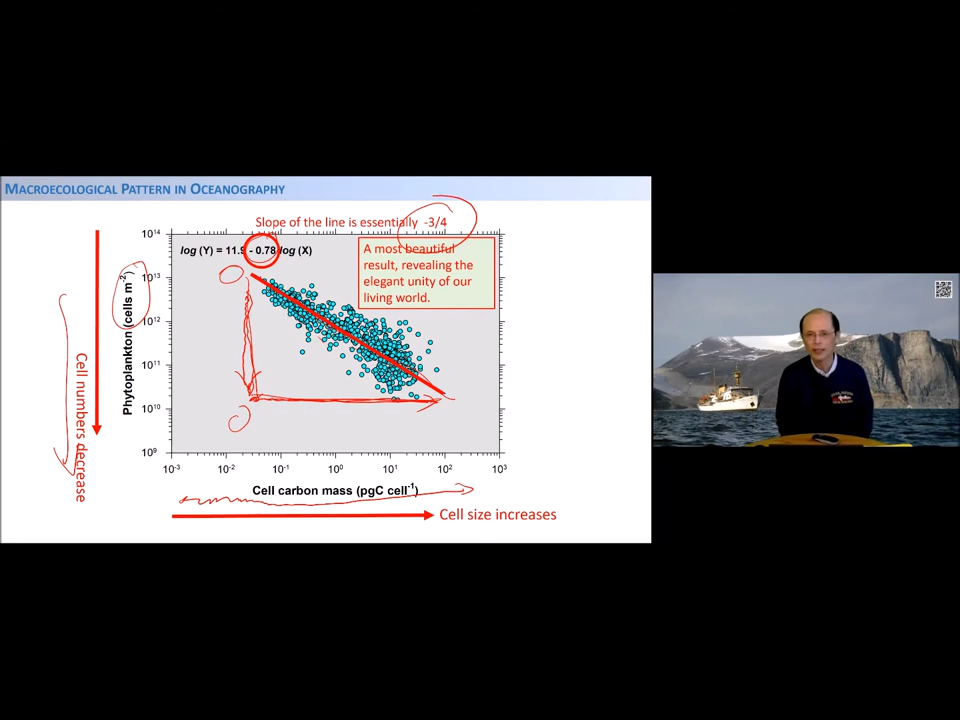 MACROECOLOGICAL PATTERN IN OCEANOGRAPHY
Slope of the line is essentially -3/4
log (Y) = 11.9 - 0.78 log (X)
A most beautiful
result, revealing the
elegant unity of our
living world.
10^14
10^13
10^12
10^11
10^10
10^9
Phytoplankton (cells m^-2)
Cell numbers decrease
10^-3 10^-2 10^-1 10^0 10^1 10^2 10^3
Cell carbon mass (pgC cell^-1)
Cell size increases